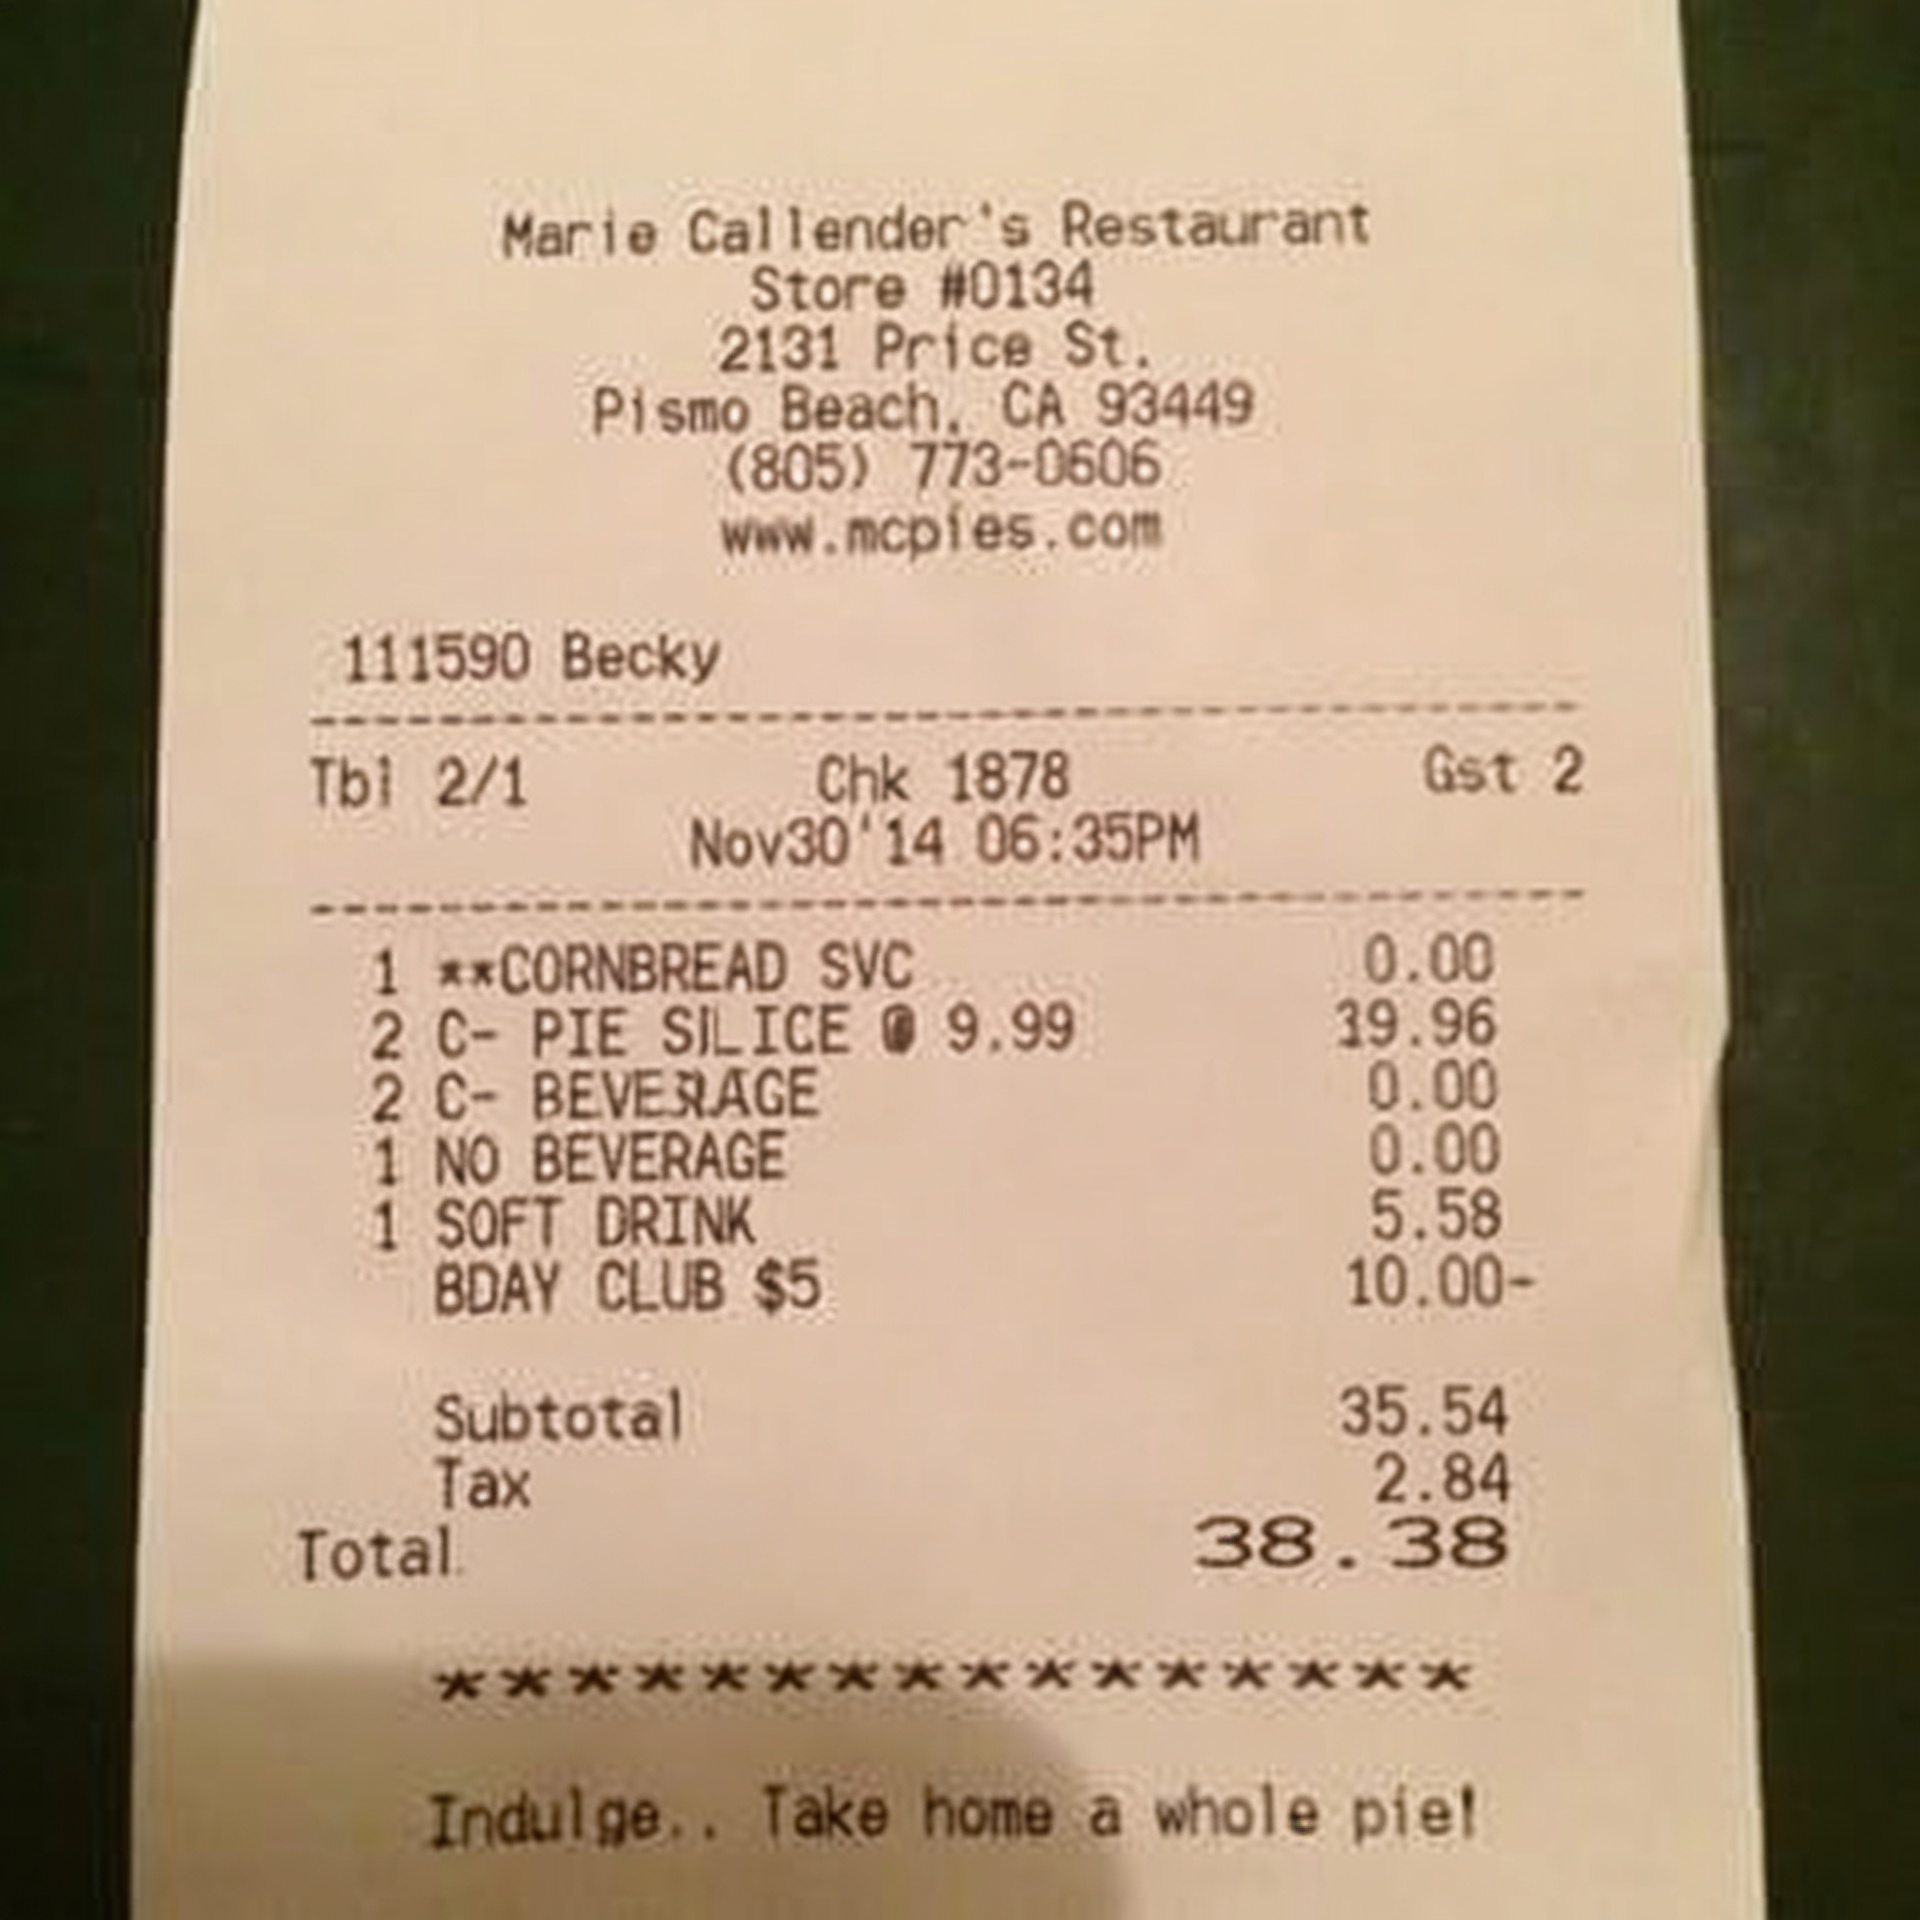 Marie Callender's Restaurant
Store #0134
2131 Price St.
Pismo Beach, CA 93449
(805) 773-0606
www.mcpies.com
111590 Becky
Tbl 2/1 Chk 1878 Gst 2
Nov30'14 06:35PM
1 **CORNBREAD SVC 0.00
2 C- PIE SLICE @ 9.99 39.96
2 C- BEVERAGE 0.00
1 NO BEVERAGE 0.00
1 SOFT DRINK 5.58
BDAY CLUB $5 10.00-
Subtotal 35.54
Tax 2.84
Total 38.38
****************
Indulge.. Take home a whole pie!